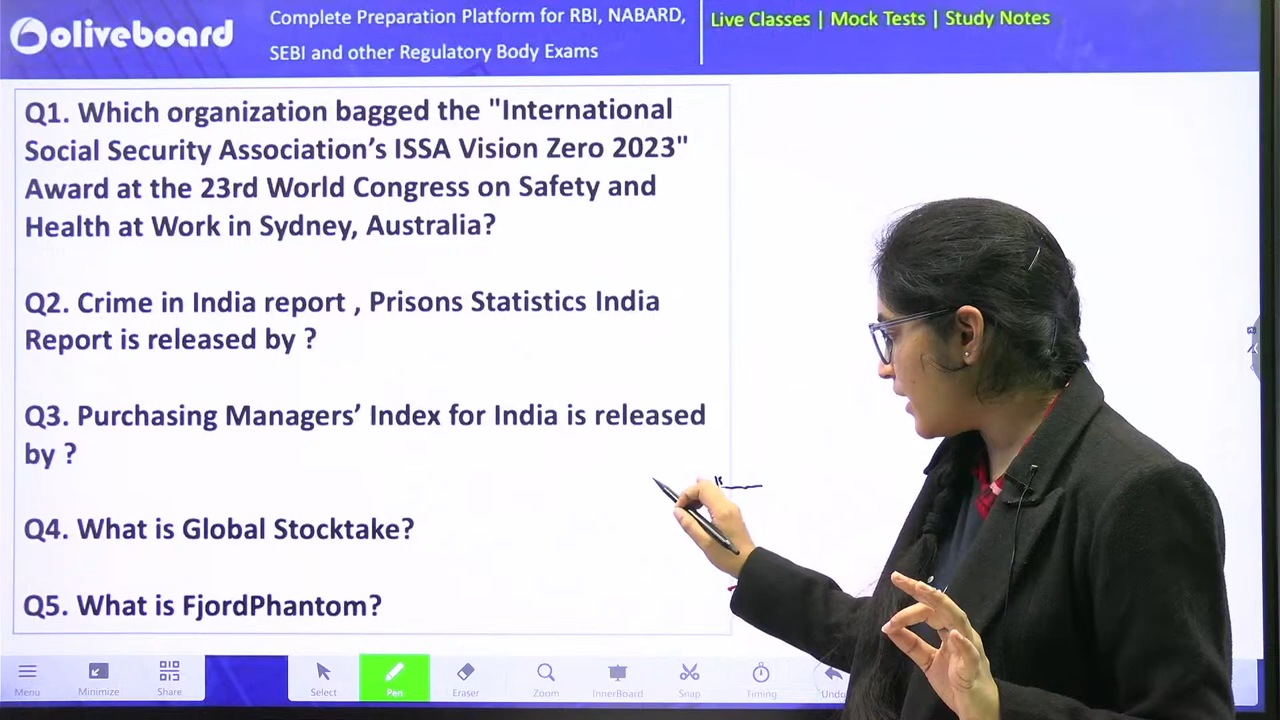 oliveboard
Complete Preparation Platform for RBI, NABARD,
SEBI and other Regulatory Body Exams
Live Classes | Mock Tests | Study Notes
Q1. Which organization bagged the "International
Social Security Association’s ISSA Vision Zero 2023"
Award at the 23rd World Congress on Safety and
Health at Work in Sydney, Australia?
Q2. Crime in India report , Prisons Statistics India
Report is released by ?
Q3. Purchasing Managers’ Index for India is released
by ?
Q4. What is Global Stocktake?
Q5. What is FjordPhantom?
Menu Minimize Share Select Pen Eraser Zoom InnerBoard Snap Timing Undo